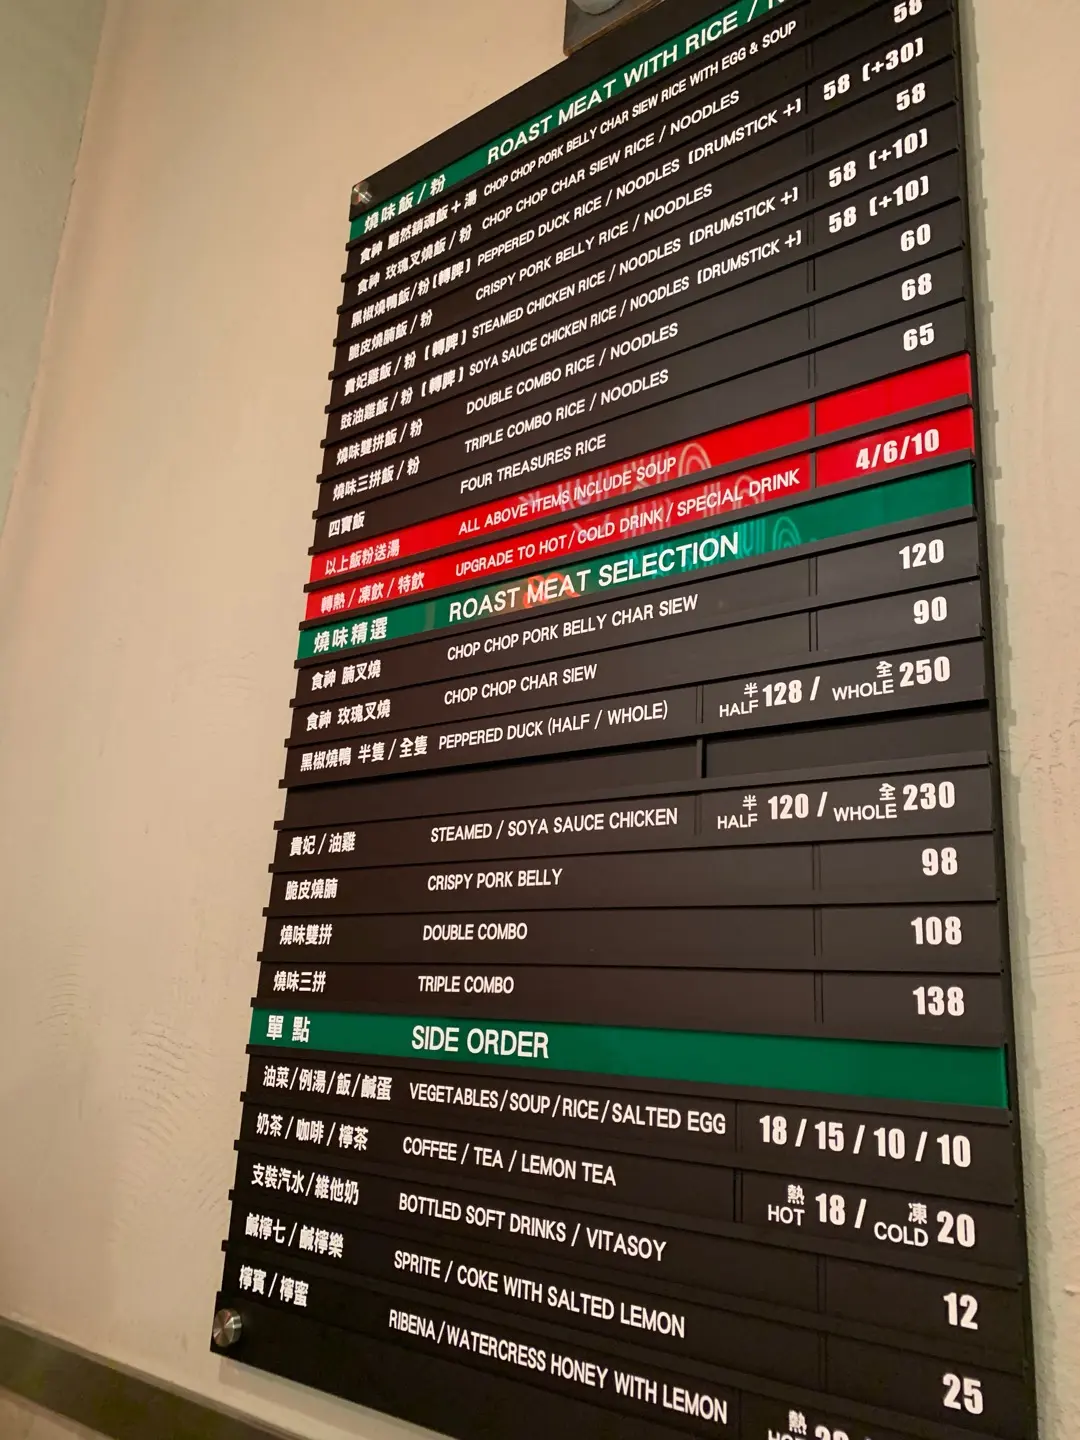 燒味飯 / 粉 ROAST MEAT WITH RICE /
食神 黯然銷魂飯 + 湯 CHOP CHOP PORK BELLY CHAR SIEW RICE WITH EGG & SOUP
食神 玫瑰叉燒飯 / 粉 CHOP CHOP CHAR SIEW RICE / NOODLES 58
黑椒燒鴨飯/粉 [轉髀] PEPPERED DUCK RICE / NOODLES [DRUMSTICK +] 58 (+30)
脆皮燒腩飯 / 粉 CRISPY PORK BELLY RICE / NOODLES 58
貴妃雞飯 / 粉 [轉髀] STEAMED CHICKEN RICE / NOODLES [DRUMSTICK +] 58 (+10)
豉油雞飯 / 粉 [轉髀] SOYA SAUCE CHICKEN RICE / NOODLES [DRUMSTICK +] 58 (+10)
燒味雙拼飯 / 粉 DOUBLE COMBO RICE / NOODLES 60
燒味三拼飯 / 粉 TRIPLE COMBO RICE / NOODLES 68
四寶飯 FOUR TREASURES RICE 65
以上飯粉送湯 ALL ABOVE ITEMS INCLUDE SOUP
轉熱 / 凍飲 / 特飲 UPGRADE TO HOT / COLD DRINK / SPECIAL DRINK 4/6/10
燒味精選 ROAST MEAT SELECTION
食神 腩叉燒 CHOP CHOP PORK BELLY CHAR SIEW 120
食神 玫瑰叉燒 CHOP CHOP CHAR SIEW 90
黑椒燒鴨 半隻 / 全隻 PEPPERED DUCK (HALF / WHOLE) 半 HALF 128 / 全 WHOLE 250
貴妃 / 油雞 STEAMED / SOYA SAUCE CHICKEN 半 HALF 120 / 全 WHOLE 230
脆皮燒腩 CRISPY PORK BELLY 98
燒味雙拼 DOUBLE COMBO 108
燒味三拼 TRIPLE COMBO 138
單 點 SIDE ORDER
油菜 / 例湯 / 飯 / 鹹蛋 VEGETABLES / SOUP / RICE / SALTED EGG 18 / 15 / 10 / 10
奶茶 / 咖啡 / 檸茶 COFFEE / TEA / LEMON TEA 熱 HOT 18 / 凍 COLD 20
支裝汽水 / 維他奶 BOTTLED SOFT DRINKS / VITASOY 12
鹹檸七 / 鹹檸樂 SPRITE / COKE WITH SALTED LEMON 25
檸賓 / 檸蜜 RIBENA / WATERCRESS HONEY WITH LEMON 熱